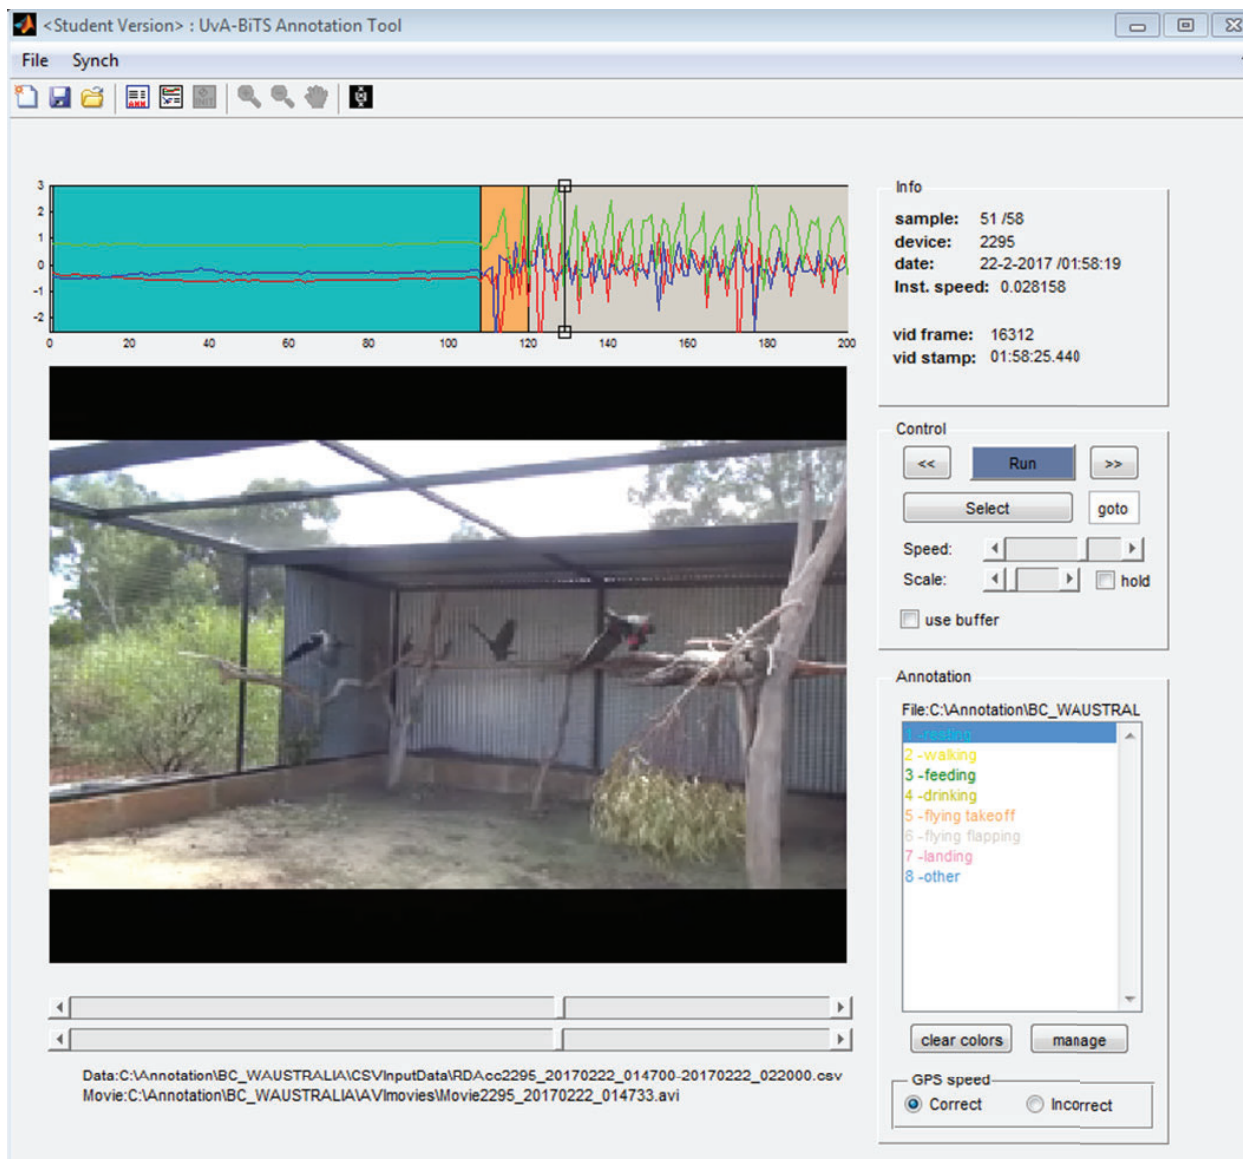 <Student Version> : UvA-BiTS Annotation Tool
File Synch
3
2
1
0
-1
-2
0 20 40 60 80 100 120 140 160 180 200
Info
sample: 51 /58
device: 2295
date: 22-2-2017 /01:58:19
Inst. speed: 0.028158
vid frame: 16312
vid stamp: 01:58:25.440
Control
<< Run >>
Select goto
Speed:
Scale: hold
use buffer
Annotation
File:C:\Annotation\BC_WAUSTRAL
1 -resting
2 -walking
3 -feeding
4 -drinking
5 -flying takeoff
6 -flying flapping
7 -landing
8 -other
clear colors manage
GPS speed
Correct Incorrect
Data:C:\Annotation\BC_WAUSTRALIA\CSVInputData\RDAcc2295_20170222_014700-20170222_022000.csv
Movie:C:\Annotation\BC_WAUSTRALIA\AVImovies\Movie2295_20170222_014733.avi